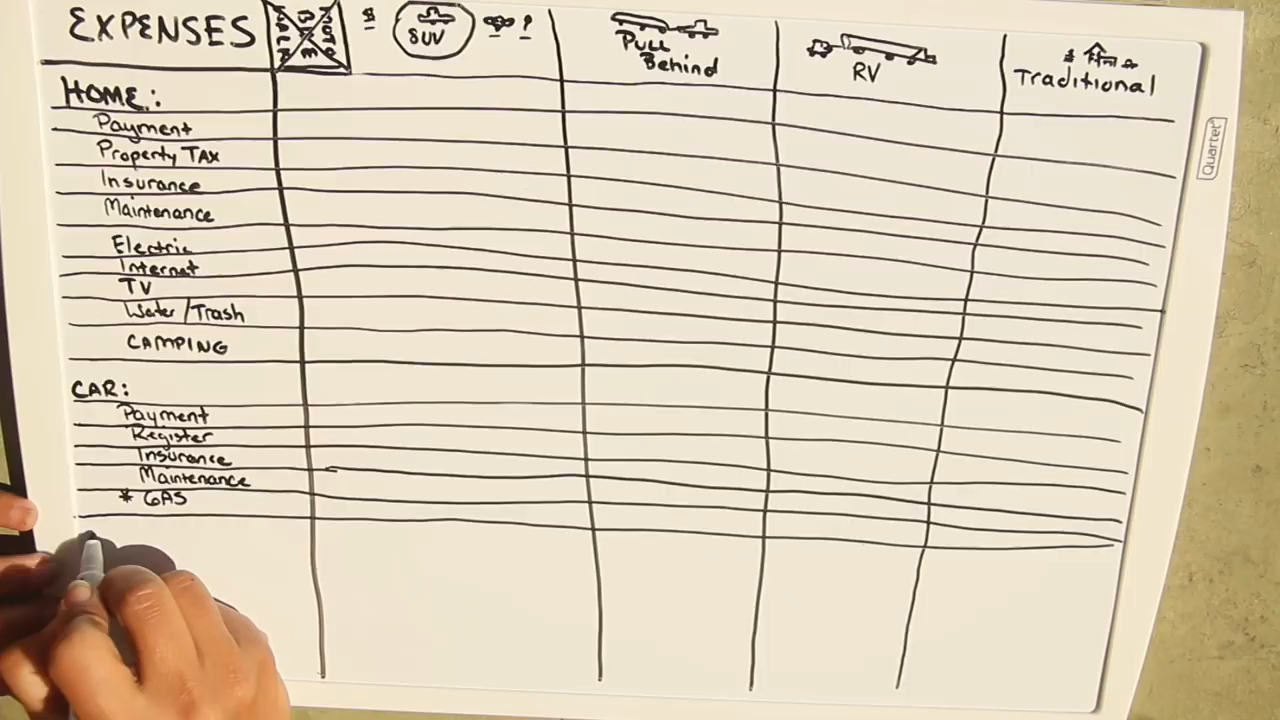 EXPENSES
$
SUV
?
Pull
Behind
RV
$
Traditional
HOME:
Payment
Property TAX
Insurance
Maintenance
Electric
Internet
TV
Water/Trash
CAMPING
CAR:
Payment
Register
Insurance
Maintenance
* GAS
Quartet